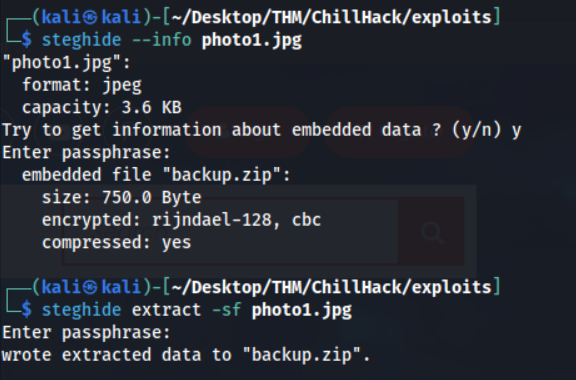 ┌──(kali㉿kali)-[~/Desktop/THM/ChillHack/exploits]
└─$ steghide --info photo1.jpg
"photo1.jpg":
  format: jpeg
  capacity: 3.6 KB
Try to get information about embedded data ? (y/n) y
Enter passphrase:
  embedded file "backup.zip":
    size: 750.0 Byte
    encrypted: rijndael-128, cbc
    compressed: yes
┌──(kali㉿kali)-[~/Desktop/THM/ChillHack/exploits]
└─$ steghide extract -sf photo1.jpg
Enter passphrase:
wrote extracted data to "backup.zip".